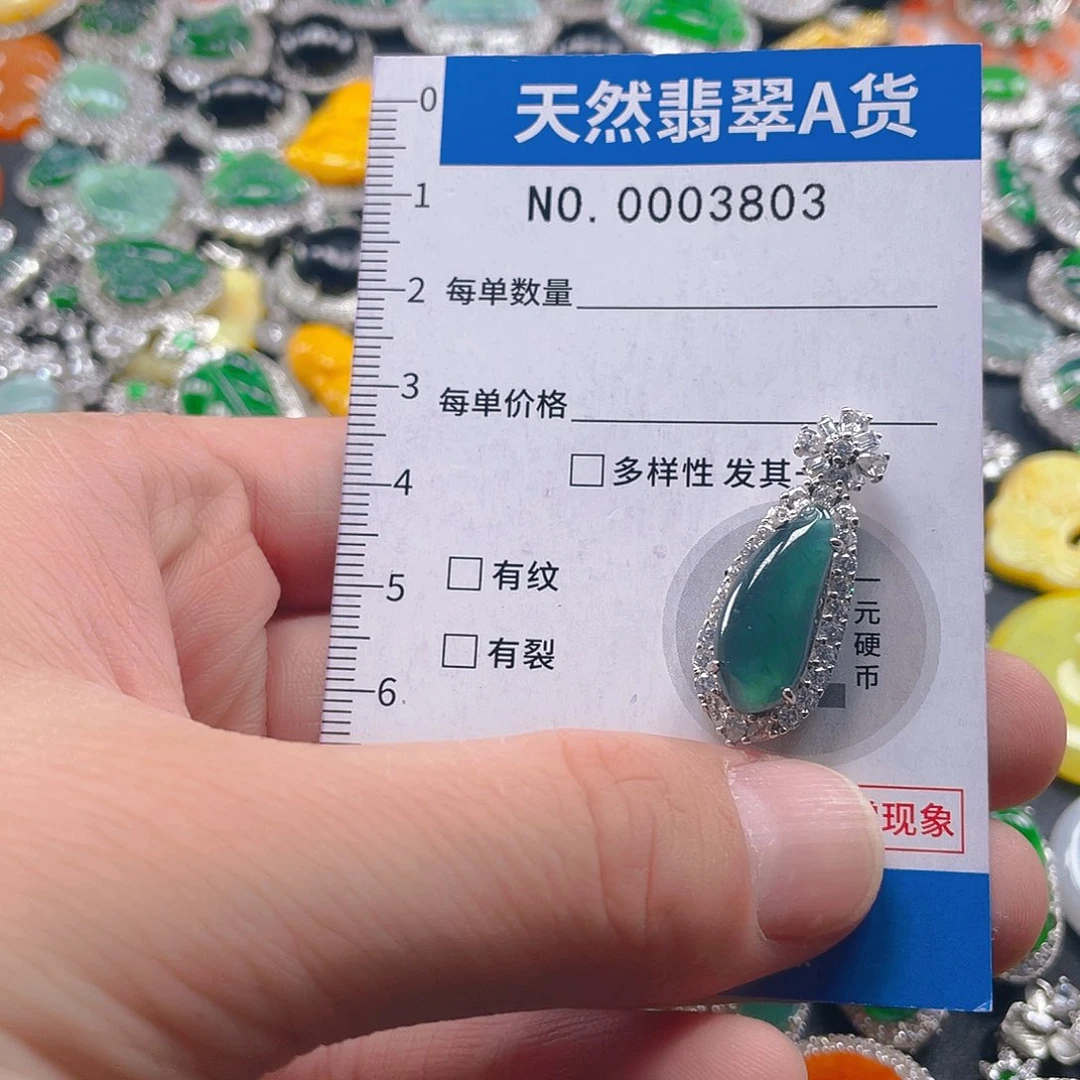 天然翡翠A货
NO.0003803
0
1
2
3
4
5
6
每单数量
每单价格
□多样性 发其
□有纹
□有裂
一元硬币
现象